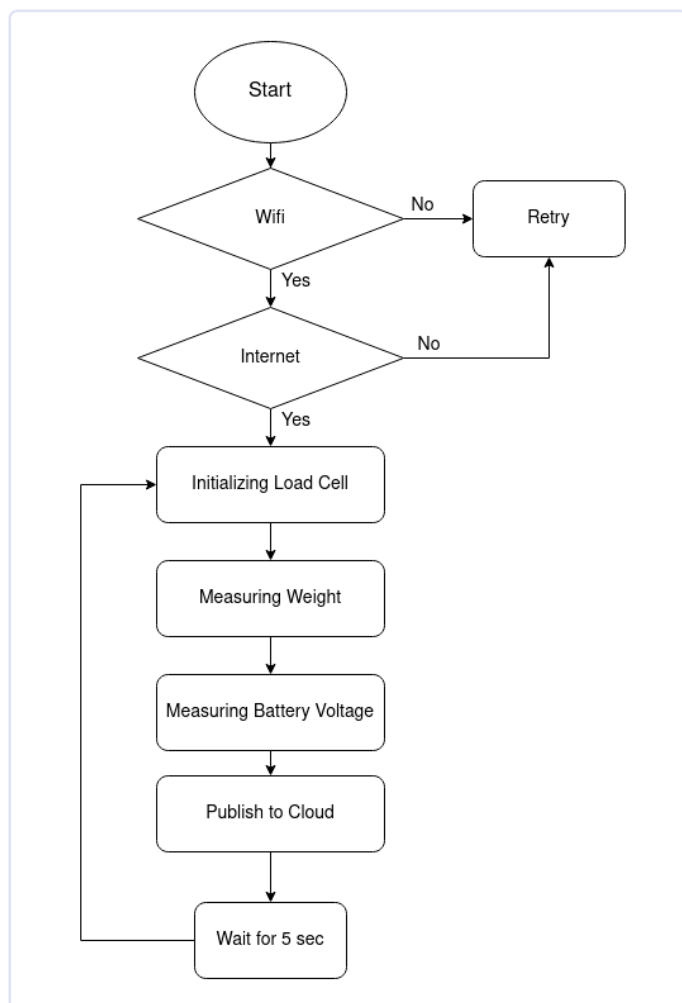 Start
Wifi
No
Retry
Yes
Internet
No
Yes
Initializing Load Cell
Measuring Weight
Measuring Battery Voltage
Publish to Cloud
Wait for 5 sec